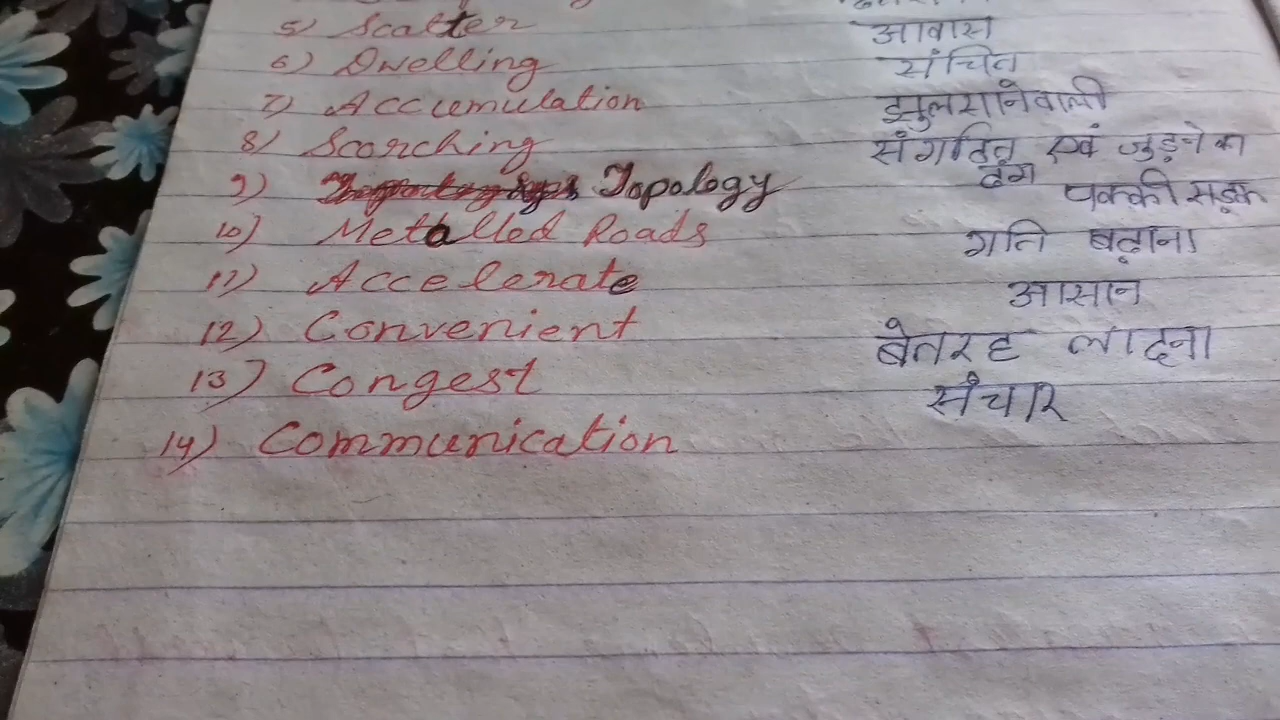 5) Scatter
आवास
6) Dwelling
संचित
7) Accumulation
झुलसानेवाली
8) Scorching
संगठित एवं जुड़ने का
ढंग
9) Topology
पक्की सड़क
10) Metalled Roads
गति बढ़ाना
11) Accelerate
आसान
12) Convenient
बेतरह लादना
13) Congest
संचार
14) Communication